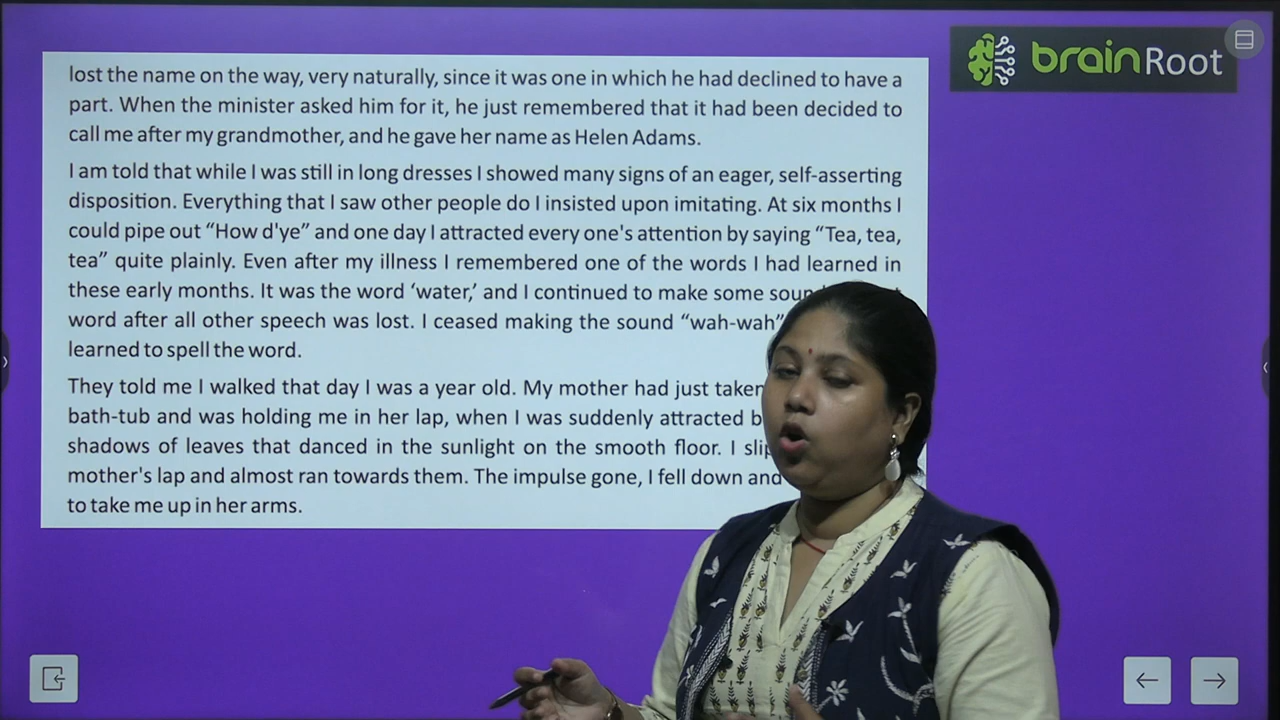 brainRoot
lost the name on the way, very naturally, since it was one in which he had declined to have a
part. When the minister asked him for it, he just remembered that it had been decided to
call me after my grandmother, and he gave her name as Helen Adams.
I am told that while I was still in long dresses I showed many signs of an eager, self-asserting
disposition. Everything that I saw other people do I insisted upon imitating. At six months I
could pipe out “How d'ye” and one day I attracted every one's attention by saying “Tea, tea,
tea” quite plainly. Even after my illness I remembered one of the words I had learned in
these early months. It was the word ‘water,’ and I continued to make some
word after all other speech was lost. I ceased making the sound “wah-wah”
learned to spell the word.
They told me I walked that day I was a year old. My mother had just taken
bath-tub and was holding me in her lap, when I was suddenly attracted
shadows of leaves that danced in the sunlight on the smooth floor. I
mother's lap and almost ran towards them. The impulse gone, I fell down and
to take me up in her arms.